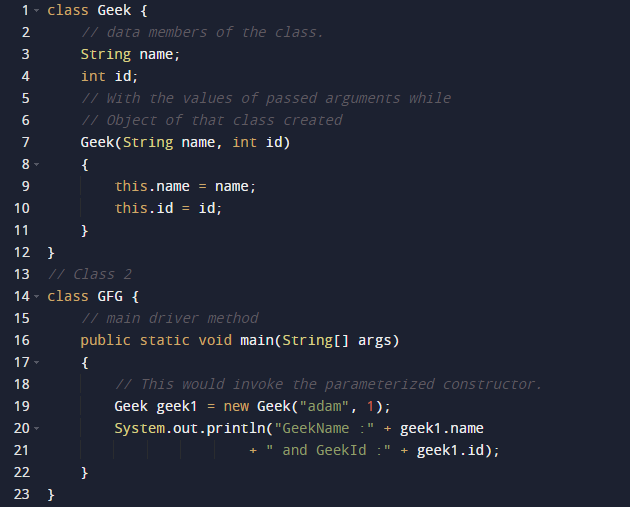 1 class Geek {
2 // data members of the class.
3 String name;
4 int id;
5 // With the values of passed arguments while
6 // Object of that class created
7 Geek(String name, int id)
8 {
9 this.name = name;
10 this.id = id;
11 }
12 }
13 // Class 2
14 class GFG {
15 // main driver method
16 public static void main(String[] args)
17 {
18 // This would invoke the parameterized constructor.
19 Geek geek1 = new Geek("adam", 1);
20 System.out.println("GeekName :" + geek1.name
21 + " and GeekId :" + geek1.id);
22 }
23 }